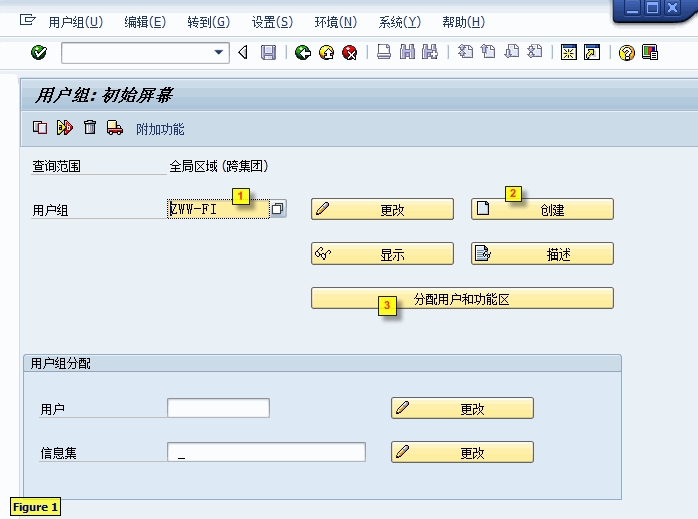 用户组(U) 编辑(E) 转到(G) 设置(S) 环境(N) 系统(Y) 帮助(H)
用户组: 初始屏幕
附加功能
查询范围 全局区域 (跨集团)
1 2
用户组 ZWW-FI 更改 创建
显示 描述
分配用户和功能区
3
用户组分配
用户 更改
信息集 _ 更改
Figure 1